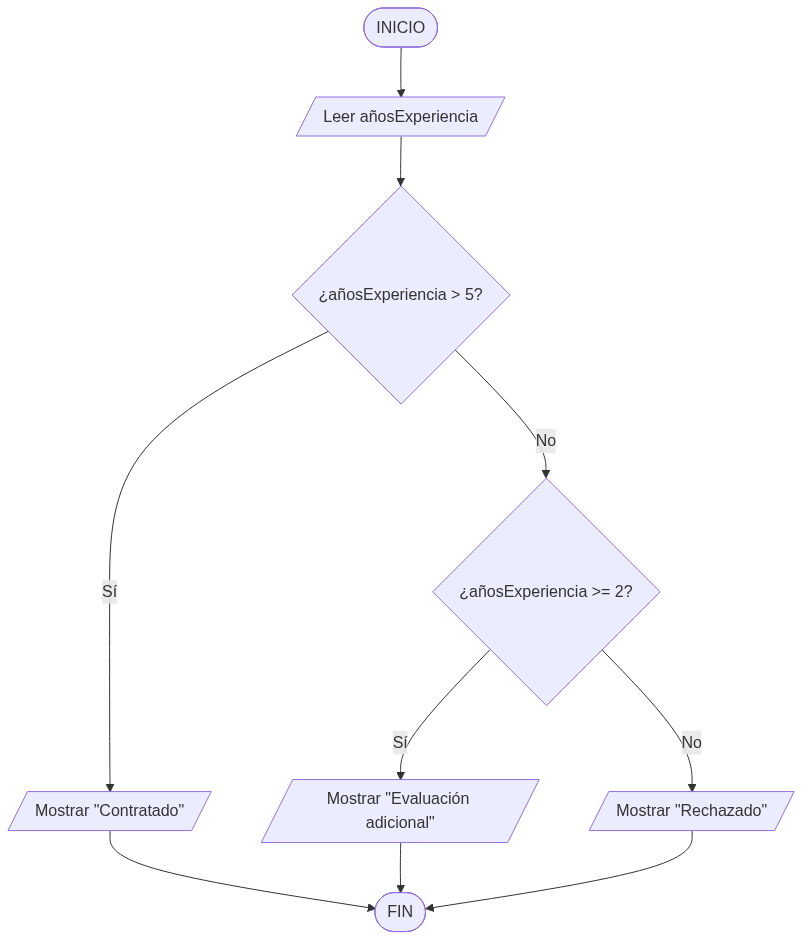 INICIO
Leer añosExperiencia
¿añosExperiencia > 5?
No
Sí
¿añosExperiencia >= 2?
Sí
No
Mostrar "Contratado"
Mostrar "Evaluación
adicional"
Mostrar "Rechazado"
FIN